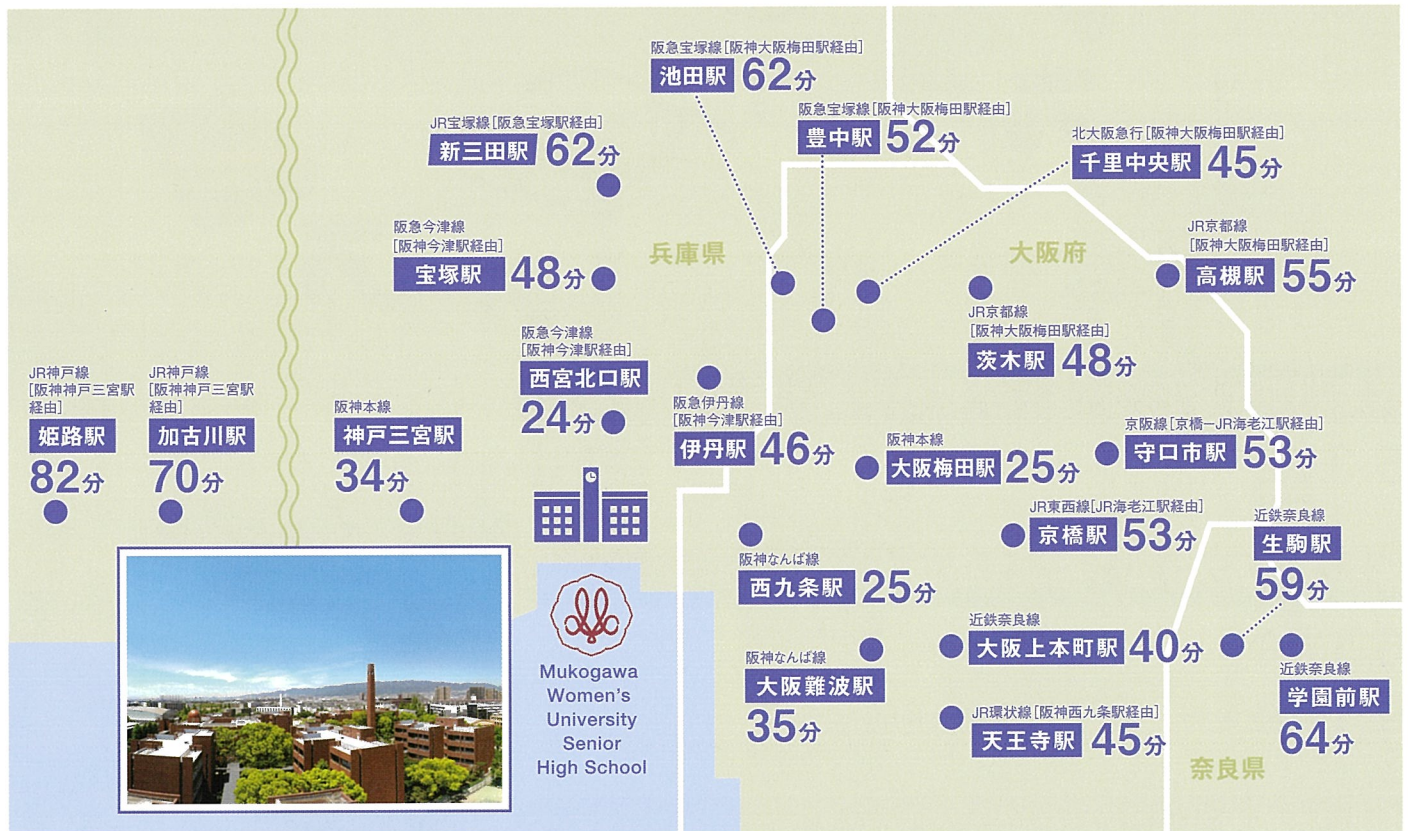 阪急宝塚線[阪神大阪梅田駅経由]
池田駅 62分
阪急宝塚線[阪神大阪梅田駅経由]
豊中駅 52分
北大阪急行[阪神大阪梅田駅経由]
千里中央駅 45分
JR宝塚線[阪急宝塚駅経由]
新三田駅 62分
阪急今津線
[阪神今津駅経由]
宝塚駅 48分
兵庫県
大阪府
JR京都線
[阪神大阪梅田駅経由]
高槻駅 55分
JR京都線
[阪神大阪梅田駅経由]
茨木駅 48分
阪急今津線
[阪神今津駅経由]
西宮北口駅
24分
JR神戸線
[阪神神戸三宮駅
経由]
姫路駅
82分
JR神戸線
[阪神神戸三宮駅
経由]
加古川駅
70分
阪神本線
神戸三宮駅
34分
阪急伊丹線
[阪神今津駅経由]
伊丹駅 46分
阪神本線
大阪梅田駅 25分
京阪線[京橋ーJR海老江駅経由]
守口市駅 53分
JR東西線[JR海老江駅経由]
京橋駅 53分
近鉄奈良線
生駒駅
59分
阪神なんば線
西九条駅 25分
近鉄奈良線
大阪上本町駅 40分
阪神なんば線
大阪難波駅
35分
近鉄奈良線
学園前駅
64分
JR環状線[阪神西九条駅経由]
天王寺駅 45分
奈良県
Mukogawa
Women's
University
Senior
High School